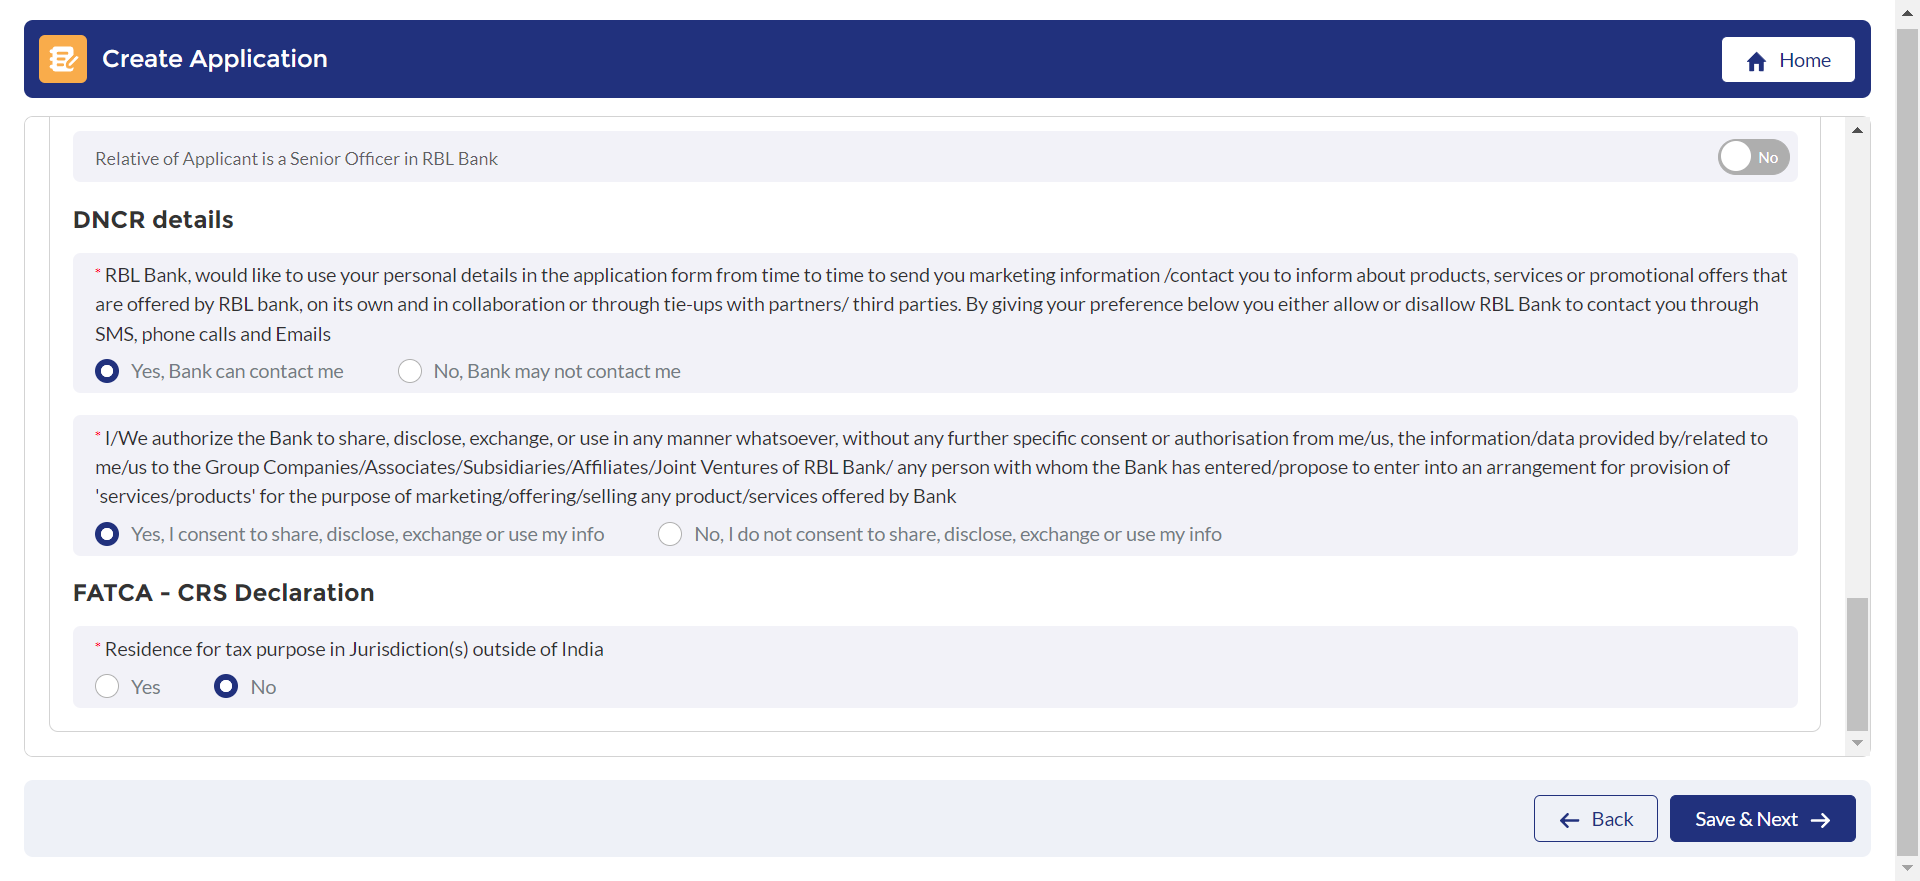 Create Application
Home
Relative of Applicant is a Senior Officer in RBL Bank
No
DNCR details
* RBL Bank, would like to use your personal details in the application form from time to time to send you marketing information /contact you to inform about products, services or promotional offers that
are offered by RBL bank, on its own and in collaboration or through tie-ups with partners/ third parties. By giving your preference below you either allow or disallow RBL Bank to contact you through
SMS, phone calls and Emails
Yes, Bank can contact me No, Bank may not contact me
* I/We authorize the Bank to share, disclose, exchange, or use in any manner whatsoever, without any further specific consent or authorisation from me/us, the information/data provided by/related to
me/us to the Group Companies/Associates/Subsidiaries/Affiliates/Joint Ventures of RBL Bank/ any person with whom the Bank has entered/propose to enter into an arrangement for provision of
'services/products' for the purpose of marketing/offering/selling any product/services offered by Bank
Yes, I consent to share, disclose, exchange or use my info No, I do not consent to share, disclose, exchange or use my info
FATCA - CRS Declaration
* Residence for tax purpose in Jurisdiction(s) outside of India
Yes No
Back Save & Next